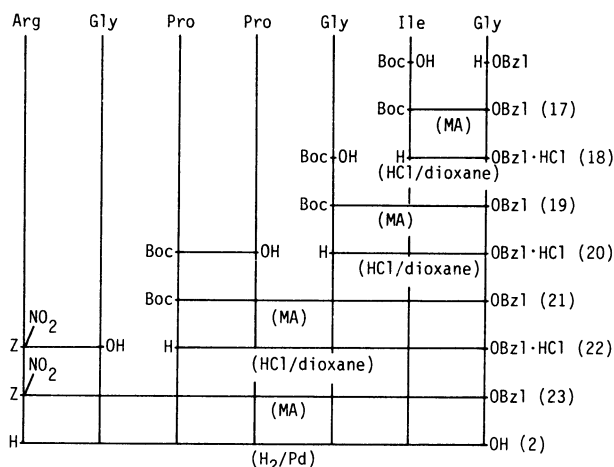 Arg Gly Pro Pro Gly Ile Gly
Boc OH H OBzl
Boc OBzl (17)
(MA)
Boc OH H OBzl·HCl (18)
(HCl/dioxane)
Boc OBzl (19)
(MA)
Boc OH H OBzl·HCl (20)
(HCl/dioxane)
Boc OBzl (21)
(MA)
NO2
Z OH H OBzl·HCl (22)
(HCl/dioxane)
NO2
Z OBzl (23)
(MA)
H OH (2)
(H2/Pd)